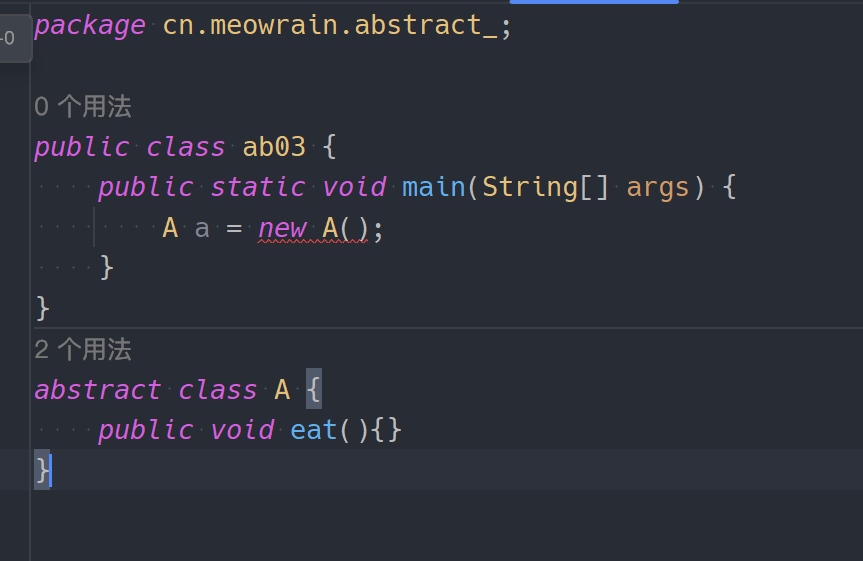 -0
package cn.meowrain.abstract_;
0 个用法
public class ab03 {
public static void main(String[] args) {
A a = new A();
}
}
2 个用法
abstract class A {
public void eat(){}
}